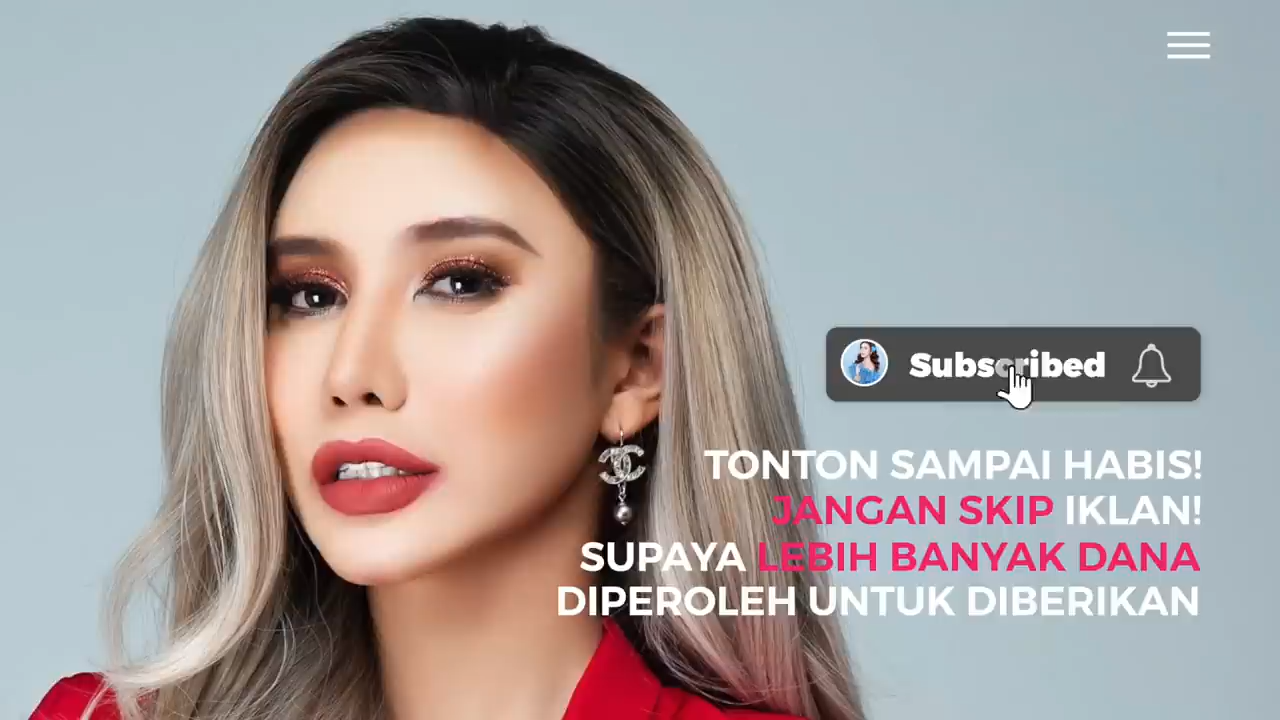 Subscribed
TONTON SAMPAI HABIS!
JANGAN SKIP IKLAN!
SUPAYA LEBIH BANYAK DANA
DIPEROLEH UNTUK DIBERIKAN